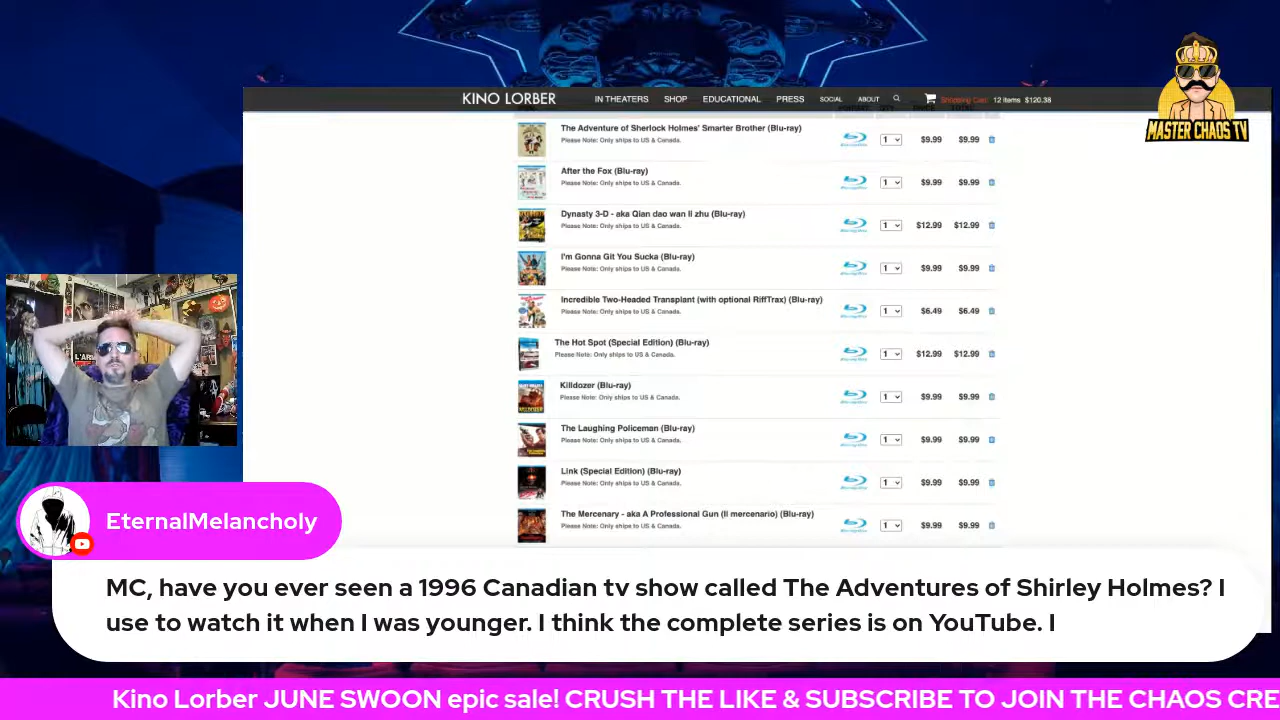 KINO LORBER IN THEATERS SHOP EDUCATIONAL PRESS SOCIAL ABOUT Shopping Cart: 12 items $120.38
MASTER CHAOS TV
The Adventure of Sherlock Holmes' Smarter Brother (Blu-ray) 1 $9.99 $9.99
Please Note: Only ships to US & Canada.
After the Fox (Blu-ray) 1 $9.99 $9.99
Please Note: Only ships to US & Canada.
Dynasty 3-D - aka Qian dao wan li zhu (Blu-ray) 1 $12.99 $12.99
Please Note: Only ships to US & Canada.
I'm Gonna Git You Sucka (Blu-ray) 1 $9.99 $9.99
Please Note: Only ships to US & Canada.
Incredible Two-Headed Transplant (with optional RiffTrax) (Blu-ray) 1 $6.49 $6.49
Please Note: Only ships to US & Canada.
The Hot Spot (Special Edition) (Blu-ray) 1 $12.99 $12.99
Please Note: Only ships to US & Canada.
Killdozer (Blu-ray) 1 $9.99 $9.99
Please Note: Only ships to US & Canada.
The Laughing Policeman (Blu-ray) 1 $9.99 $9.99
Please Note: Only ships to US & Canada.
Link (Special Edition) (Blu-ray) 1 $9.99 $9.99
Please Note: Only ships to US & Canada.
The Mercenary - aka A Professional Gun (Il mercenario) (Blu-ray) 1 $9.99 $9.99
Please Note: Only ships to US & Canada.
EternalMelancholy
MC, have you ever seen a 1996 Canadian tv show called The Adventures of Shirley Holmes? I
use to watch it when I was younger. I think the complete series is on YouTube. I
Kino Lorber JUNE SWOON epic sale! CRUSH THE LIKE & SUBSCRIBE TO JOIN THE CHAOS CRE